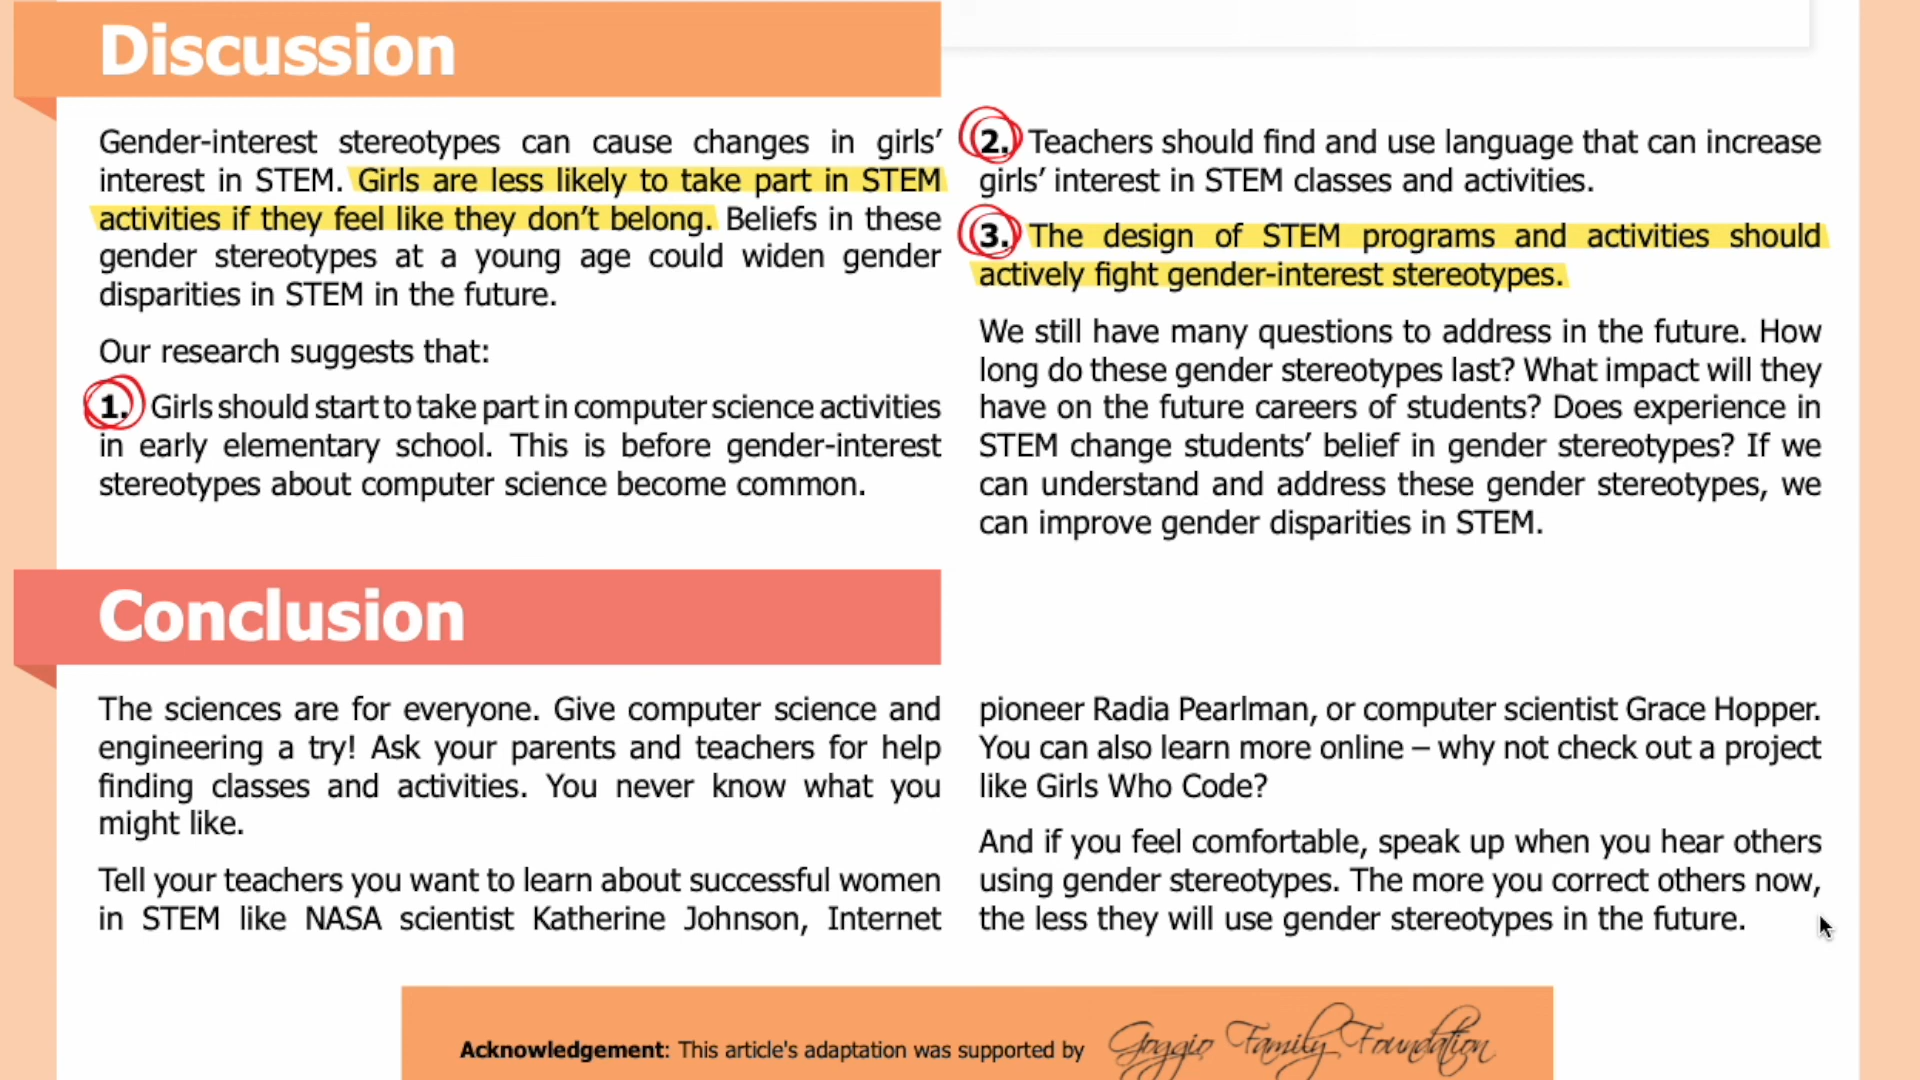 Discussion
Gender-interest stereotypes can cause changes in girls’
interest in STEM. Girls are less likely to take part in STEM
activities if they feel like they don’t belong. Beliefs in these
gender stereotypes at a young age could widen gender
disparities in STEM in the future.
Our research suggests that:
1. Girls should start to take part in computer science activities
in early elementary school. This is before gender-interest
stereotypes about computer science become common.
2. Teachers should find and use language that can increase
girls’ interest in STEM classes and activities.
3. The design of STEM programs and activities should
actively fight gender-interest stereotypes.
We still have many questions to address in the future. How
long do these gender stereotypes last? What impact will they
have on the future careers of students? Does experience in
STEM change students’ belief in gender stereotypes? If we
can understand and address these gender stereotypes, we
can improve gender disparities in STEM.
Conclusion
The sciences are for everyone. Give computer science and
engineering a try! Ask your parents and teachers for help
finding classes and activities. You never know what you
might like.
Tell your teachers you want to learn about successful women
in STEM like NASA scientist Katherine Johnson, Internet
pioneer Radia Pearlman, or computer scientist Grace Hopper.
You can also learn more online – why not check out a project
like Girls Who Code?
And if you feel comfortable, speak up when you hear others
using gender stereotypes. The more you correct others now,
the less they will use gender stereotypes in the future.
Acknowledgement: This article's adaptation was supported by Goggio Family Foundation